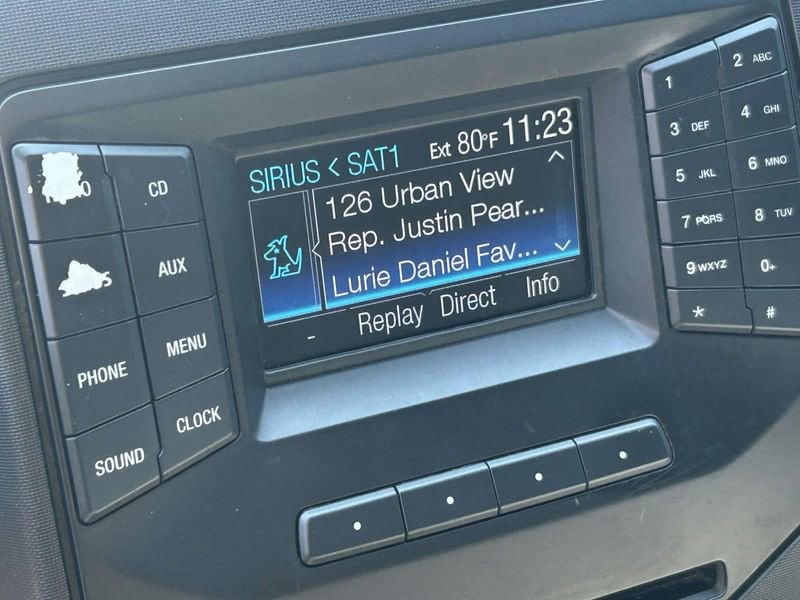 SIRIUS < SAT1 Ext 80°F 11:23
126 Urban View
Rep. Justin Pear...
Lurie Daniel Fav...
- Replay Direct Info
CD
AUX
PHONE
MENU
SOUND
CLOCK
1
2 ABC
3 DEF
4 GHI
5 JKL
6 MNO
7 PQRS
8 TUV
9 WXYZ
0+
*
#